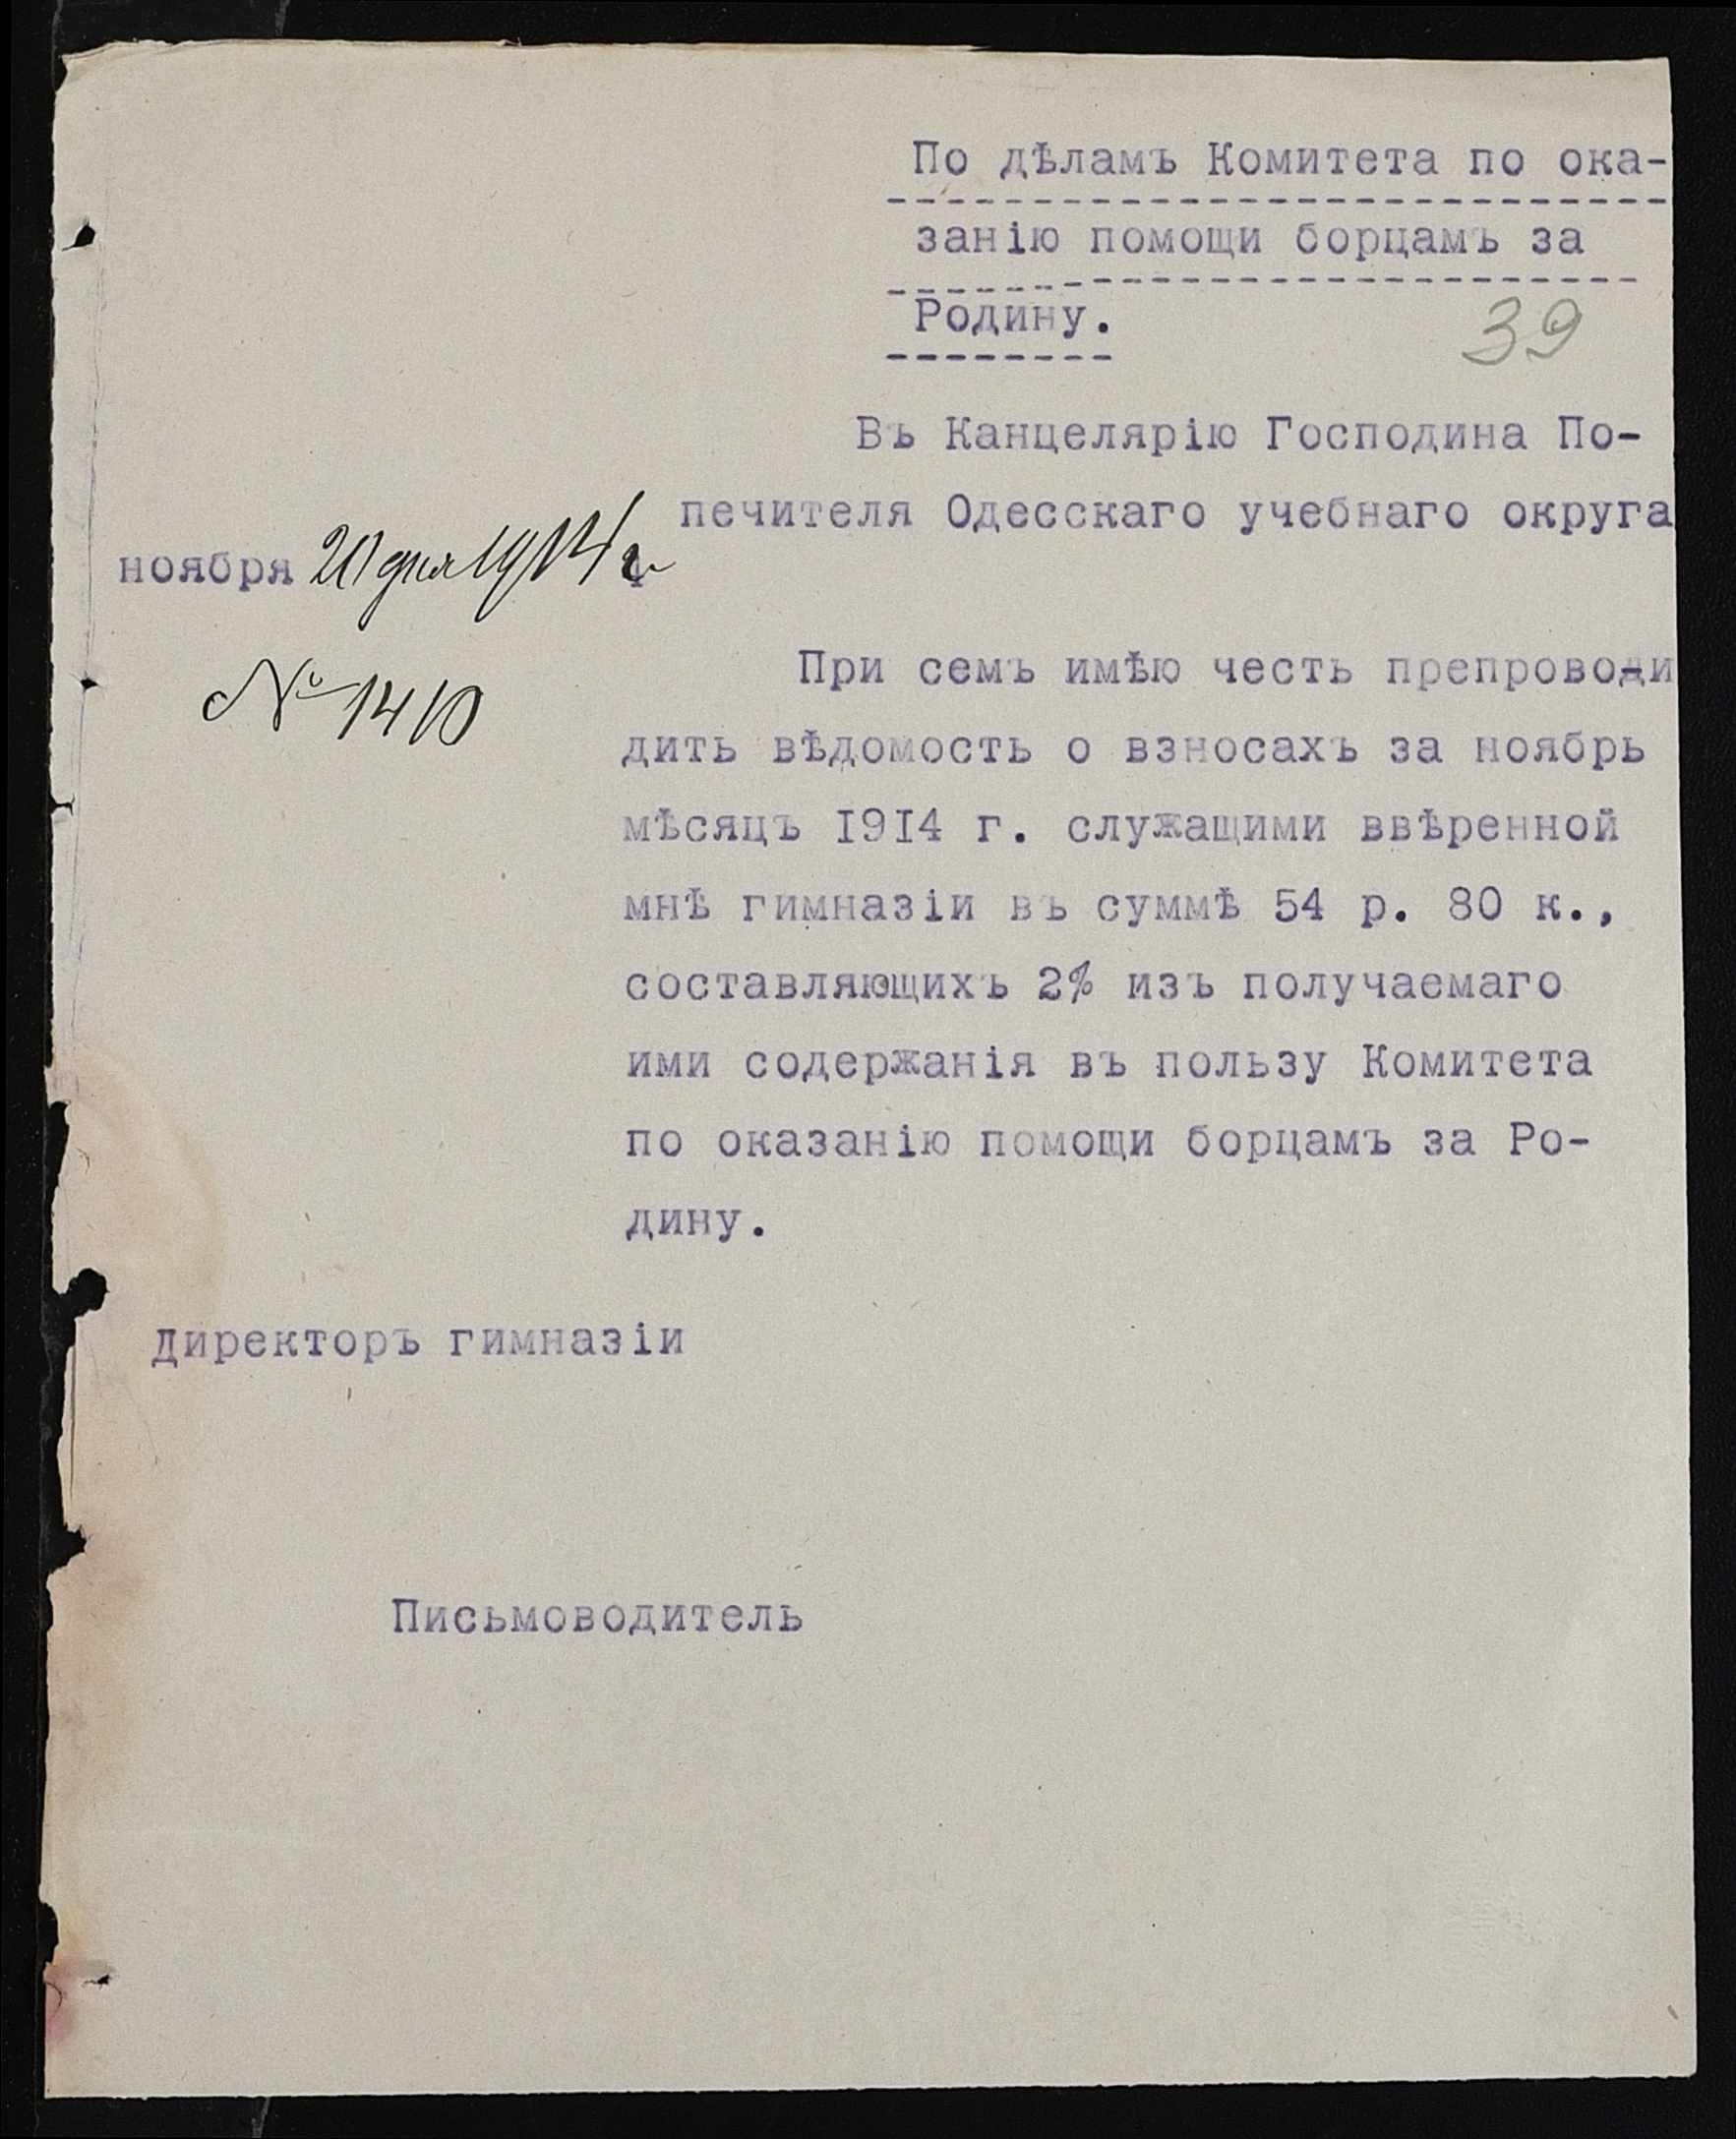 По дѣламъ Комитета по ока-
занію помощи борцамъ за
Родину.
39
Въ Канцелярію Господина По-
печителя Одесскаго учебнаго округа
ноября 20 дня 1914 г.
№ 1410
При семъ имѣю честь препроводи
дить вѣдомость о взносахъ за ноябрь
мѣсяцъ I9I4 г. служащими ввѣренной
мнѣ гимназіи въ суммѣ 54 р. 80 к.,
составляющихъ 2% изъ получаемаго
ими содержанія въ пользу Комитета
по оказанію помощи борцамъ за Ро-
дину.
Директоръ гимназіи
Письмоводитель